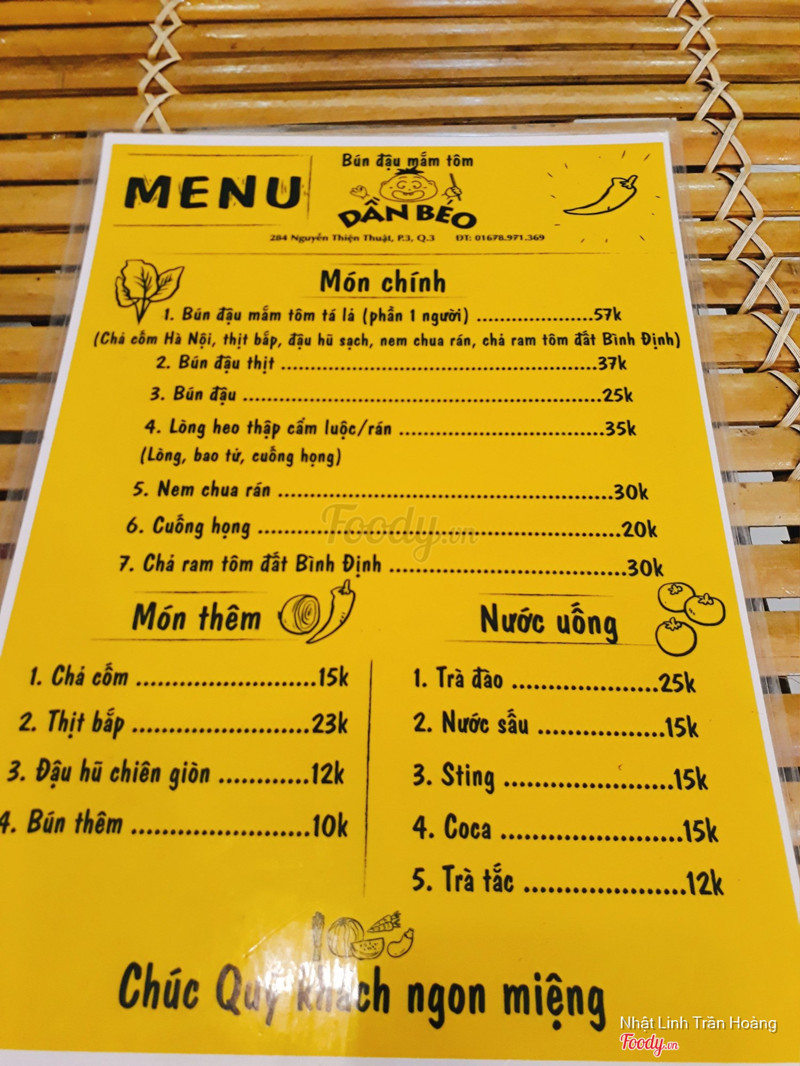 MENU
Bún đậu mắm tôm
DẦN BÉO
284 Nguyễn Thiện Thuật, P.3, Q.3 ĐT: 01678.971.369
Món chính
1. Bún đậu mắm tôm tá lả (phần 1 người) ....................57k
(Chả cốm Hà Nội, thịt bắp, đậu hũ sạch, nem chua rán, chả ram tôm đất Bình Định)
2. Bún đậu thịt ....................37k
3. Bún đậu ....................25k
4. Lòng heo thập cẩm luộc/rán ....................35k
(Lòng, bao tử, cuống họng)
5. Nem chua rán ....................30k
6. Cuống họng ....................20k
7. Chả ram tôm đất Bình Định ....................30k
Foody.vn
Món thêm
1. Chả cốm ....................15k
2. Thịt bắp ....................23k
3. Đậu hũ chiên giòn ............12k
4. Bún thêm ....................10k
Nước uống
1. Trà đào ....................25k
2. Nước sấu ....................15k
3. Sting ....................15k
4. Coca ....................15k
5. Trà tắc ....................12k
Chúc Quý khách ngon miệng
Nhật Linh Trần Hoàng
Foody.vn